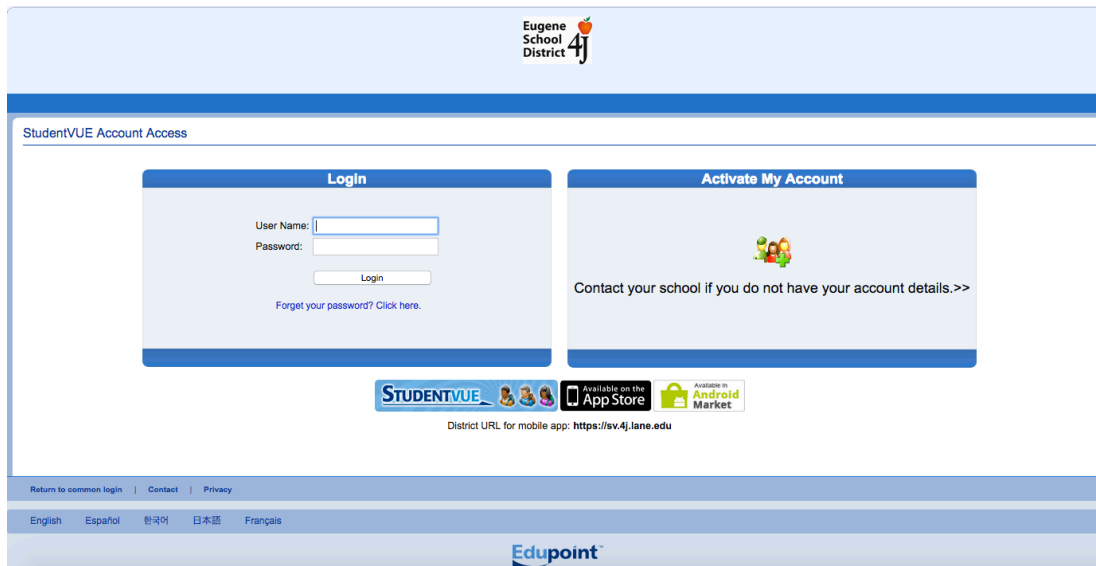 Eugene
School
District 4J
StudentVUE Account Access
Login
User Name:
Password:
Login
Forget your password? Click here.
Activate My Account
Contact your school if you do not have your account details.>>
STUDENTVUE
Available on the
App Store
Available in
Android
Market
District URL for mobile app: https://sv.4j.lane.edu
Return to common login | Contact | Privacy
English Español 한국어 日本語 Français
Edupoint™